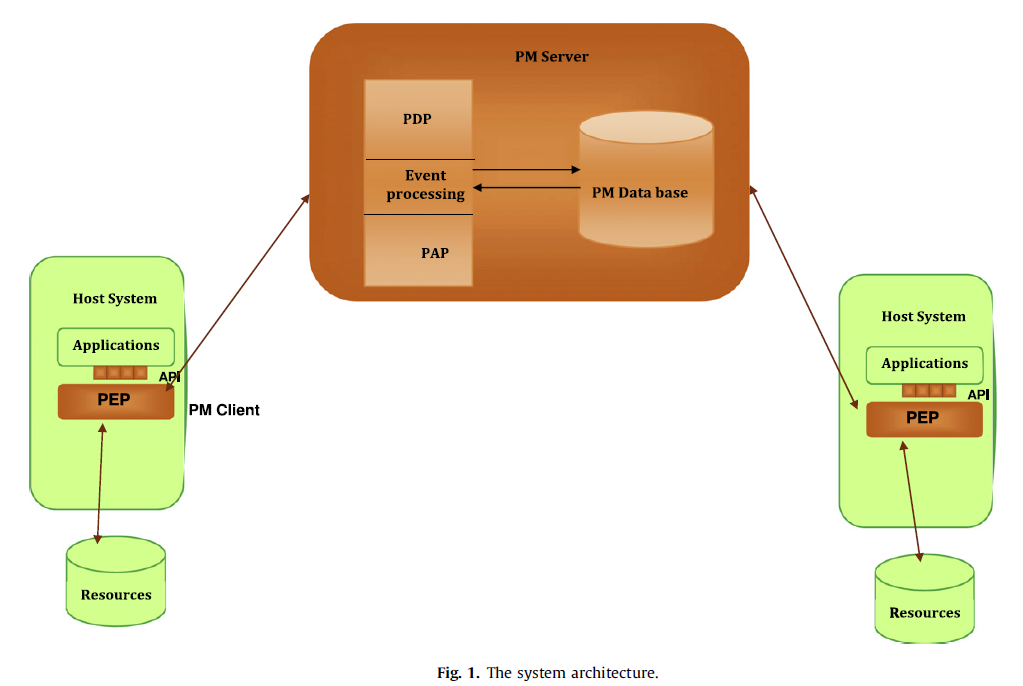 PM Server
PDP
Event
processing
PAP
PM Data base
Host System
Applications
API
PEP
PM Client
Resources
Host System
Applications
API
PEP
Resources
Fig. 1. The system architecture.